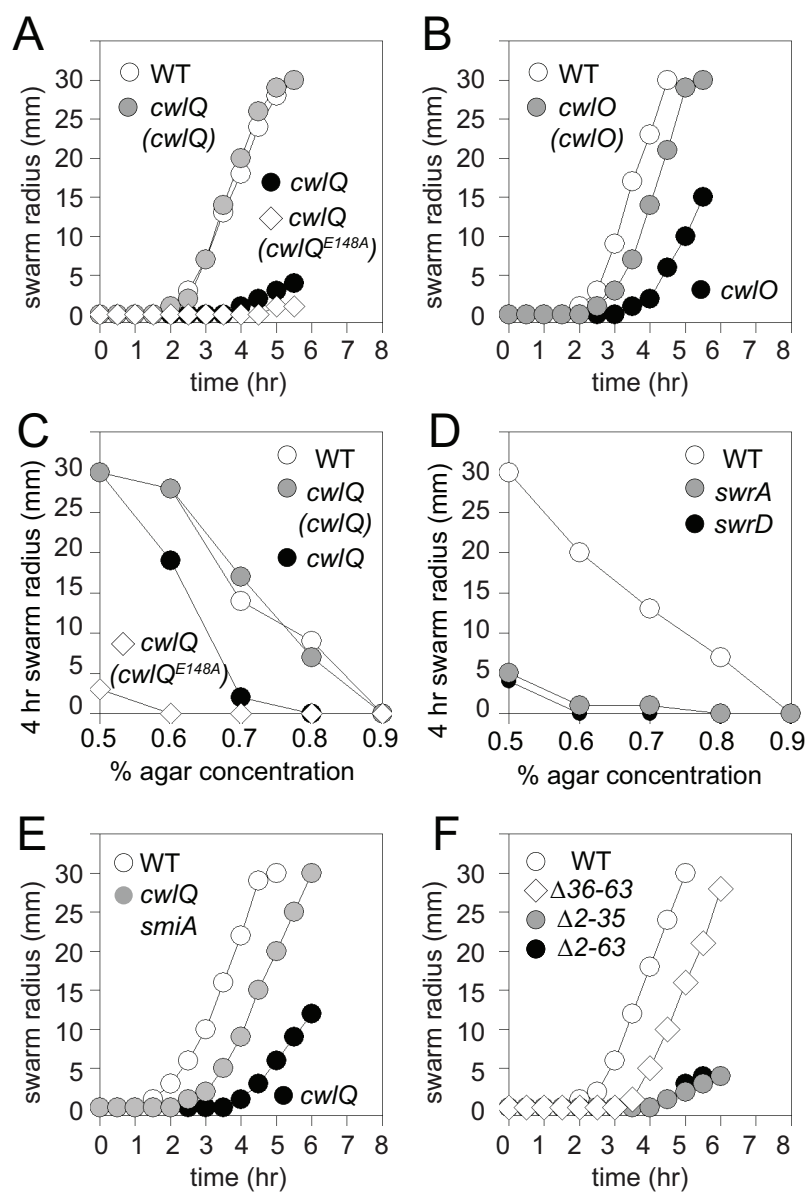 A
WT
cwlQ
(cwlQ)
cwlQ
cwlQ
(cwlQE148A)
swarm radius (mm)
30
25
20
15
10
5
0
0 1 2 3 4 5 6 7 8
time (hr)
B
WT
cwlO
(cwlO)
cwlO
swarm radius (mm)
30
25
20
15
10
5
0
0 1 2 3 4 5 6 7 8
time (hr)
C
WT
cwlQ
(cwlQ)
cwlQ
cwlQ
(cwlQE148A)
4 hr swarm radius (mm)
30
25
20
15
10
5
0
0.5 0.6 0.7 0.8 0.9
% agar concentration
D
WT
swrA
swrD
4 hr swarm radius (mm)
30
25
20
15
10
5
0
0.5 0.6 0.7 0.8 0.9
% agar concentration
E
WT
cwlQ
smiA
cwlQ
swarm radius (mm)
30
25
20
15
10
5
0
0 1 2 3 4 5 6 7 8
time (hr)
F
WT
Δ36-63
Δ2-35
Δ2-63
swarm radius (mm)
30
25
20
15
10
5
0
0 1 2 3 4 5 6 7 8
time (hr)